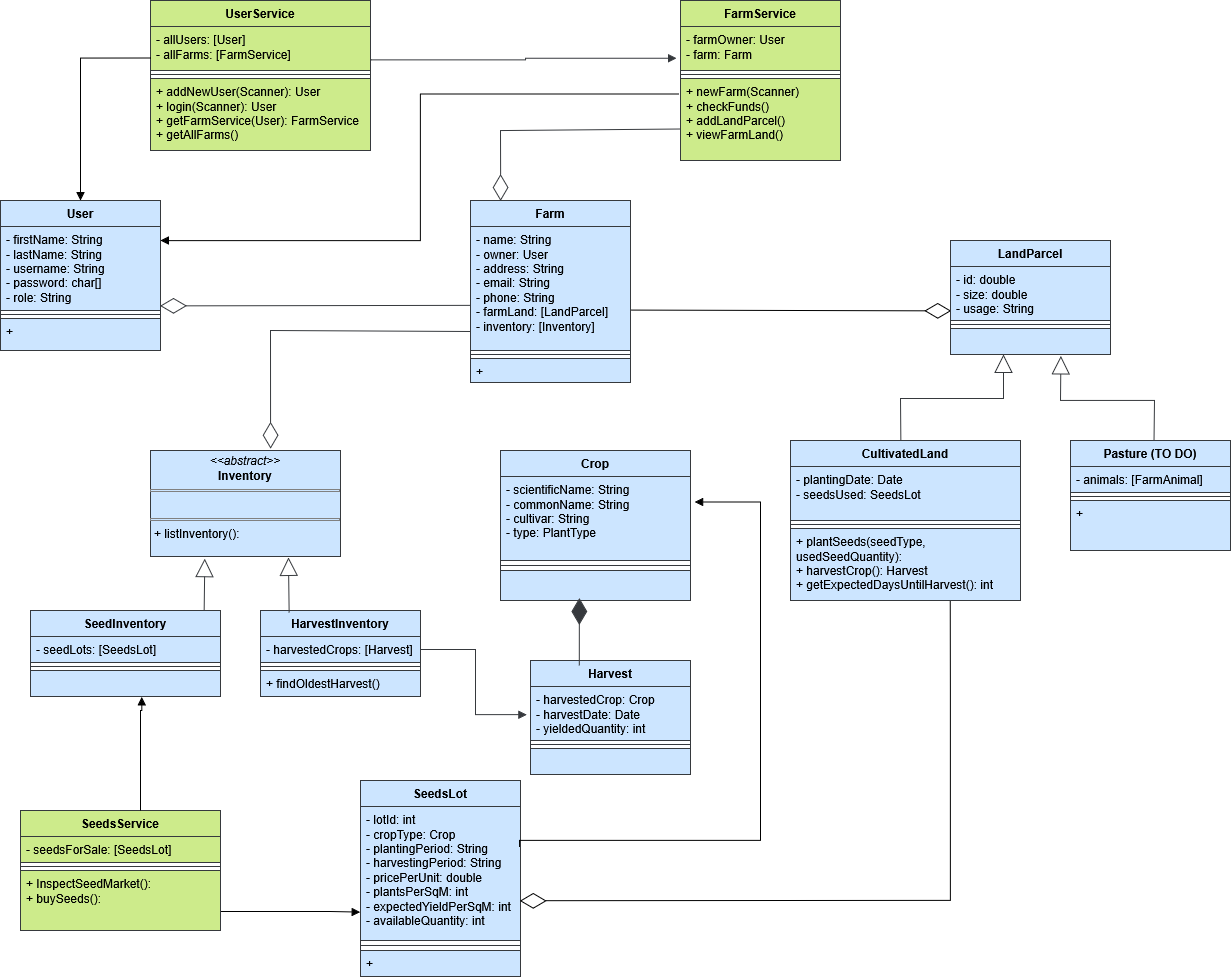 UserService
- allUsers: [User]
- allFarms: [FarmService]
+ addNewUser(Scanner): User
+ login(Scanner): User
+ getFarmService(User): FarmService
+ getAllFarms()
FarmService
- farmOwner: User
- farm: Farm
+ newFarm(Scanner)
+ checkFunds()
+ addLandParcel()
+ viewFarmLand()
User
- firstName: String
- lastName: String
- username: String
- password: char[]
- role: String
+
Farm
- name: String
- owner: User
- address: String
- email: String
- phone: String
- farmLand: [LandParcel]
- inventory: [Inventory]
+
LandParcel
- id: double
- size: double
- usage: String
<<abstract>>
Inventory
+ listInventory():
Crop
- scientificName: String
- commonName: String
- cultivar: String
- type: PlantType
CultivatedLand
- plantingDate: Date
- seedsUsed: SeedsLot
+ plantSeeds(seedType,
usedSeedQuantity):
+ harvestCrop(): Harvest
+ getExpectedDaysUntilHarvest(): int
Pasture (TO DO)
- animals: [FarmAnimal]
+
SeedInventory
- seedLots: [SeedsLot]
HarvestInventory
- harvestedCrops: [Harvest]
+ findOldestHarvest()
Harvest
- harvestedCrop: Crop
- harvestDate: Date
- yieldedQuantity: int
SeedsService
- seedsForSale: [SeedsLot]
+ InspectSeedMarket():
+ buySeeds():
SeedsLot
- lotId: int
- cropType: Crop
- plantingPeriod: String
- harvestingPeriod: String
- pricePerUnit: double
- plantsPerSqM: int
- expectedYieldPerSqM: int
- availableQuantity: int
+